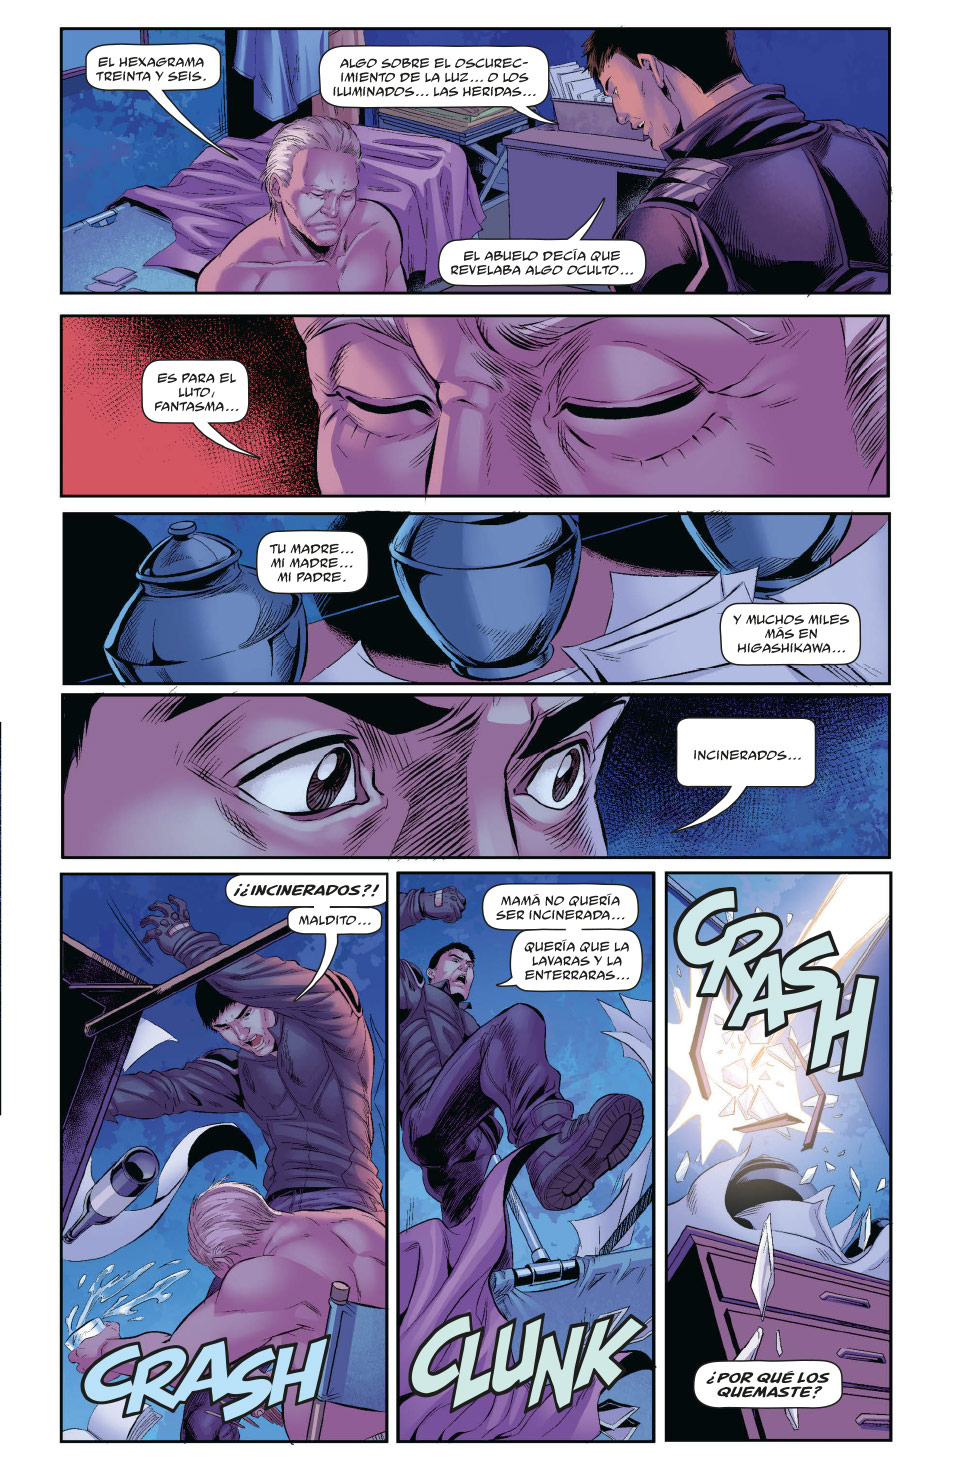 EL HEXAGRAMA
TREINTA Y SEIS.
ALGO SOBRE EL OSCUREC-
IMIENTO DE LA LUZ... O LOS
ILUMINADOS... LAS HERIDAS...
EL ABUELO DECÍA QUE
REVELABA ALGO OCULTO...
ES PARA EL
LUTO,
FANTASMA...
TU MADRE...
MI MADRE...
MI PADRE.
Y MUCHOS MILES
MÁS EN
HIGASHIKAWA...
INCINERADOS...
¡¿INCINERADOS?!
MALDITO...
CRASH
MAMÁ NO QUERÍA
SER INCINERADA...
QUERÍA QUE LA
LAVARAS Y LA
ENTERRARAS...
CLUNK
CRASH
¿POR QUÉ LOS
QUEMASTE?